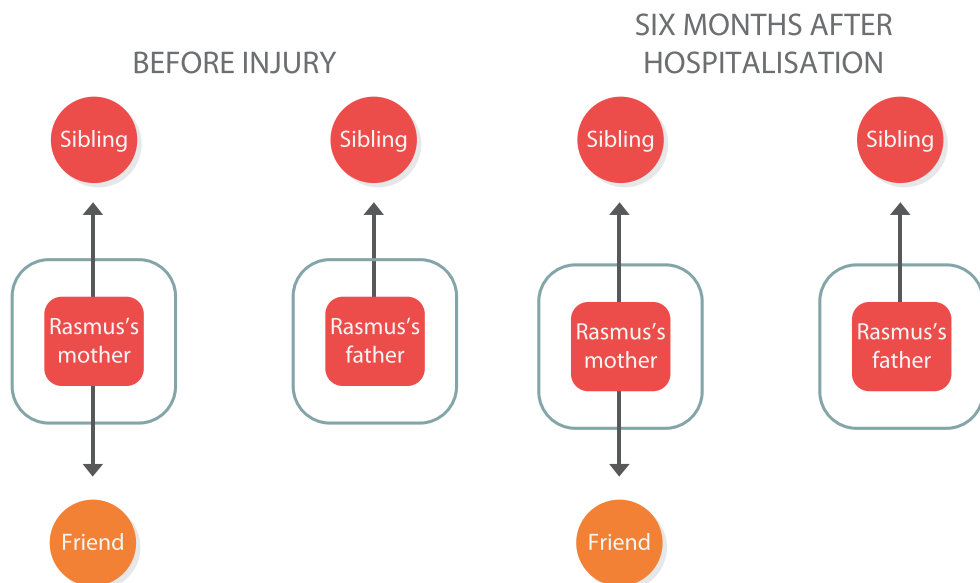 BEFORE INJURY
Sibling
Sibling
Rasmus's
mother
Rasmus's
father
Friend
SIX MONTHS AFTER
HOSPITALISATION
Sibling
Sibling
Rasmus's
mother
Rasmus's
father
Friend